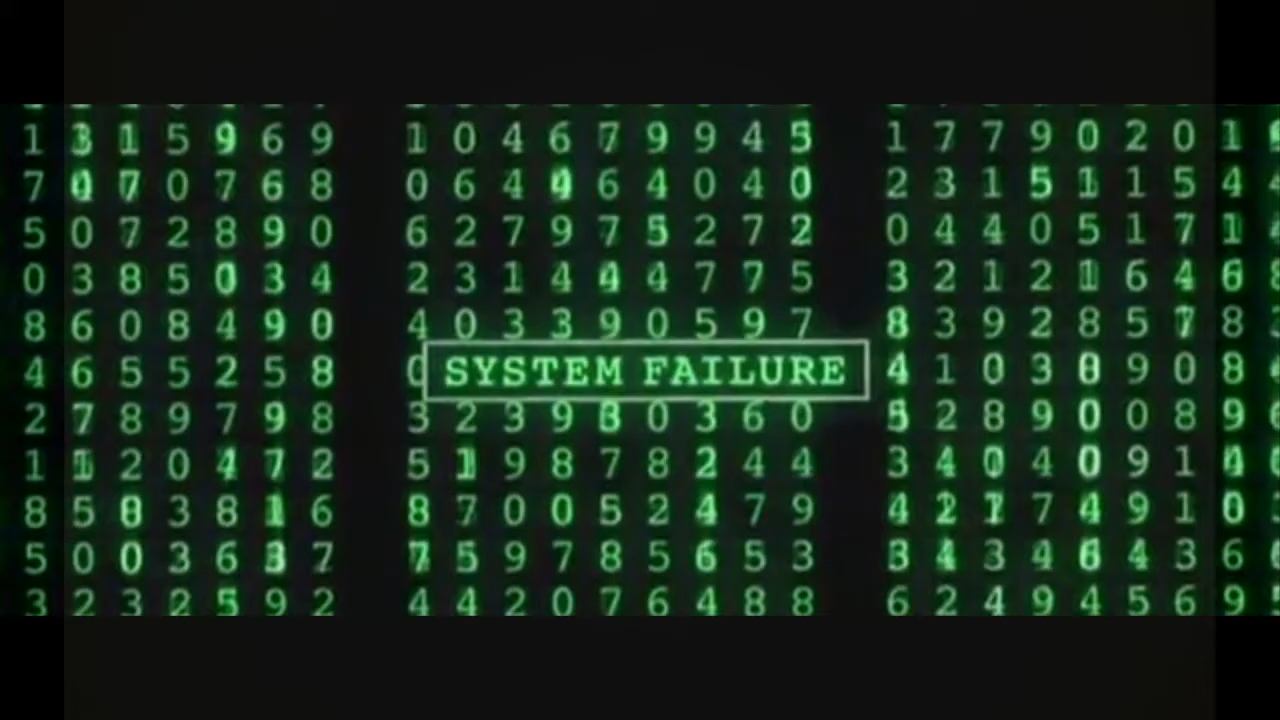 1 3 1 5 9 6 9 1 0 4 6 7 9 9 4 5 1 7 7 9 0 2 0 1
7 4 7 0 7 6 8 0 6 4 4 4 6 4 0 4 0 2 3 1 5 1 1 5 4 4
5 0 7 2 8 9 0 6 2 7 9 7 5 2 7 2 0 4 4 0 5 1 7 1 4
0 3 8 5 0 3 4 2 3 1 4 4 4 7 7 5 3 2 1 2 1 6 4 6 8
8 6 0 8 4 9 0 4 0 3 3 9 0 5 9 7 8 3 9 2 8 5 7 8
4 6 5 5 2 5 8 0 SYSTEM FAILURE 4 1 0 3 8 9 0 8
2 7 8 9 7 9 8 3 2 3 9 8 0 3 6 0 5 2 8 9 0 0 8 9
1 1 2 0 4 7 2 5 1 9 8 7 8 2 4 4 3 4 0 4 0 9 1 4
8 5 8 3 8 1 6 8 7 0 0 5 2 4 7 9 4 2 1 7 4 9 1 0
5 0 0 3 6 3 7 7 5 9 7 8 5 6 5 3 3 4 3 4 6 4 3 6
3 2 3 2 5 9 2 4 4 2 0 7 6 4 8 8 6 2 4 9 4 5 6 9